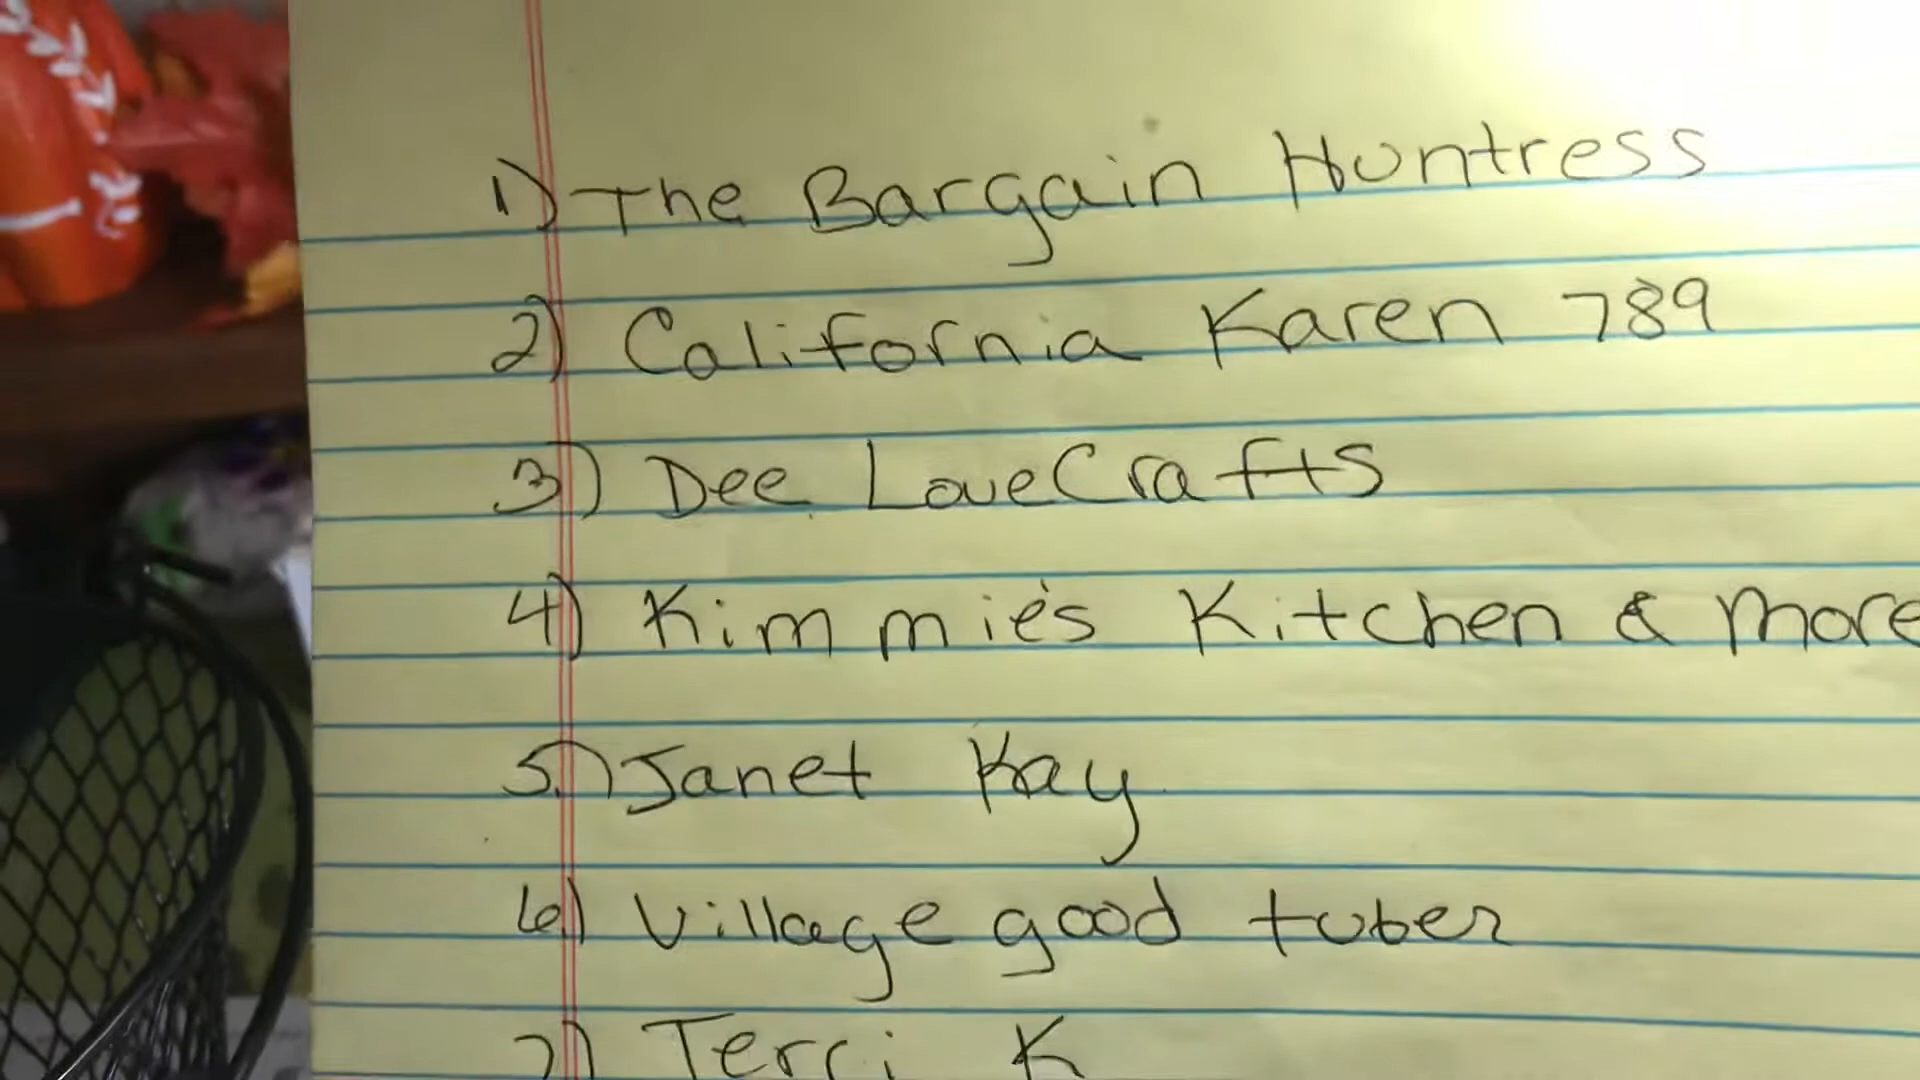 1) The Bargain Huntress
2) California Karen 789
3) Dee LoveCrafts
4) Kimmie's Kitchen & More
5.) Janet Kay
6.) Village good tuber
7) Terri K